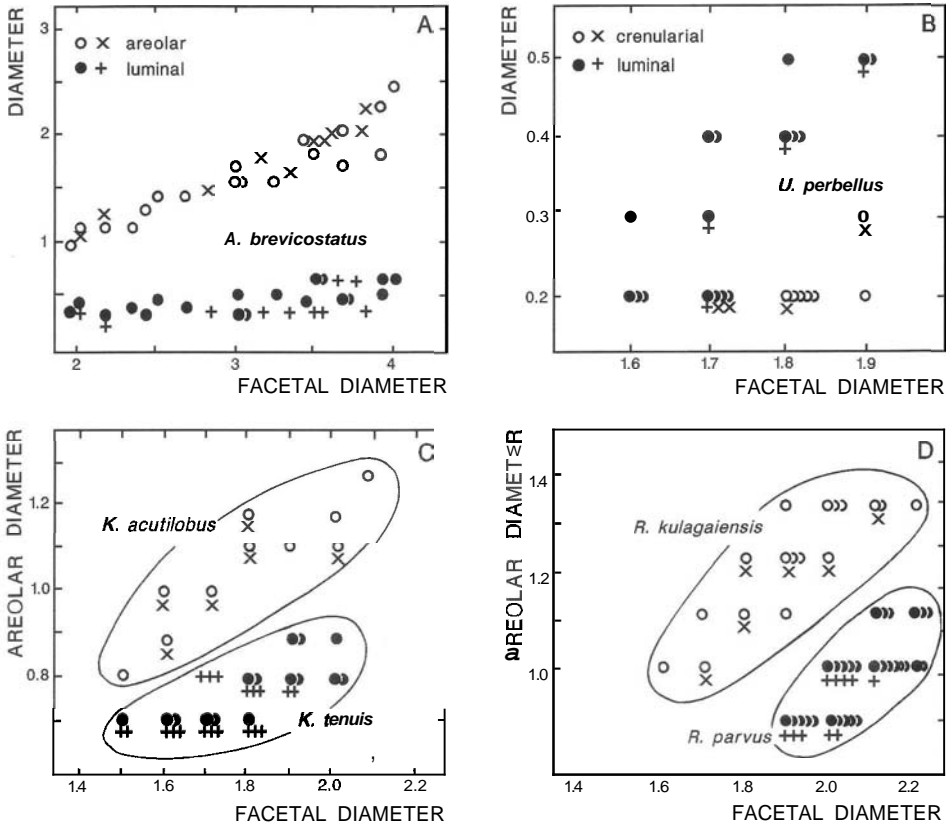 A
DIAMETER
○ × areolar
● + luminal
3
2
1
A. brevicostatus
2 3 4
FACETAL DIAMETER
B
DIAMETER
○ × crenularial
● + luminal
0.5
0.4
0.3
0.2
U. perbellus
1.6 1.7 1.8 1.9
FACETAL DIAMETER
C
AREOLAR DIAMETER
1.2
1.0
0.8
K. acutilobus
K. tenuis
1.4 1.6 1.8 2.0 2.2
FACETAL DIAMETER
D
AREOLAR DIAMET≤R
1.4
1.2
1.0
R. kulagaiensis
R. parvus
1.4 1.6 1.8 2.0 2.2
FACETAL DIAMETER